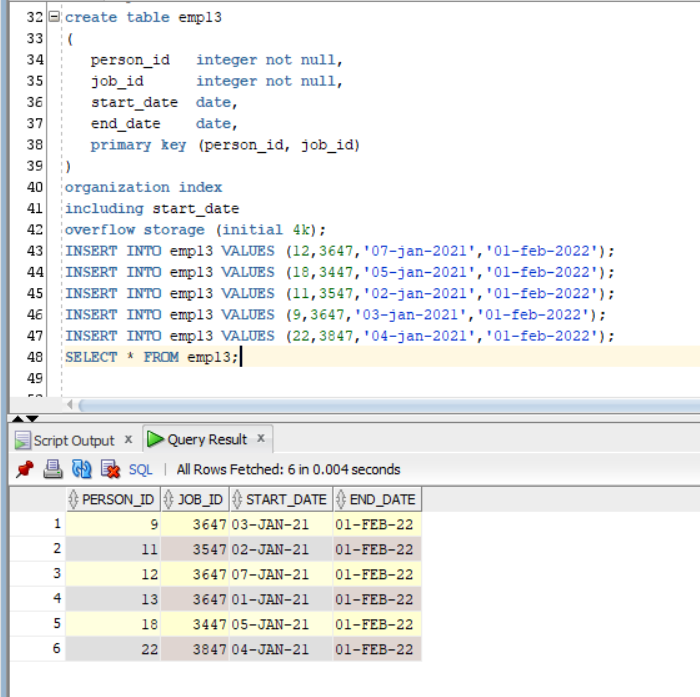 32 create table empl3
33 (
34 person_id integer not null,
35 job_id integer not null,
36 start_date date,
37 end_date date,
38 primary key (person_id, job_id)
39 )
40 organization index
41 including start_date
42 overflow storage (initial 4k);
43 INSERT INTO empl3 VALUES (12,3647,'07-jan-2021','01-feb-2022');
44 INSERT INTO empl3 VALUES (18,3447,'05-jan-2021','01-feb-2022');
45 INSERT INTO empl3 VALUES (11,3547,'02-jan-2021','01-feb-2022');
46 INSERT INTO empl3 VALUES (9,3647,'03-jan-2021','01-feb-2022');
47 INSERT INTO empl3 VALUES (22,3847,'04-jan-2021','01-feb-2022');
48 SELECT * FROM empl3;
49
Script Output x Query Result x
SQL | All Rows Fetched: 6 in 0.004 seconds
PERSON_ID JOB_ID START_DATE END_DATE
1 9 3647 03-JAN-21 01-FEB-22
2 11 3547 02-JAN-21 01-FEB-22
3 12 3647 07-JAN-21 01-FEB-22
4 13 3647 01-JAN-21 01-FEB-22
5 18 3447 05-JAN-21 01-FEB-22
6 22 3847 04-JAN-21 01-FEB-22